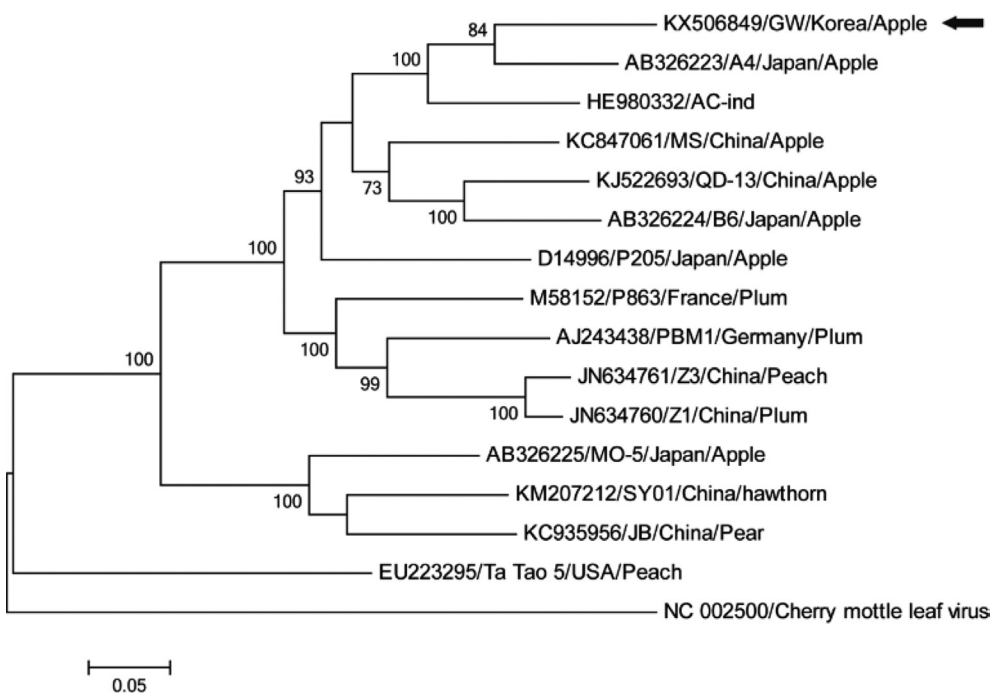 KX506849/GW/Korea/Apple
84
AB326223/A4/Japan/Apple
100
HE980332/AC-ind
KC847061/MS/China/Apple
93
73
KJ522693/QD-13/China/Apple
100
AB326224/B6/Japan/Apple
100
D14996/P205/Japan/Apple
M58152/P863/France/Plum
100
AJ243438/PBM1/Germany/Plum
100
99
JN634761/Z3/China/Peach
100
JN634760/Z1/China/Plum
AB326225/MO-5/Japan/Apple
100
KM207212/SY01/China/hawthorn
KC935956/JB/China/Pear
EU223295/Ta Tao 5/USA/Peach
NC 002500/Cherry mottle leaf virus
0.05